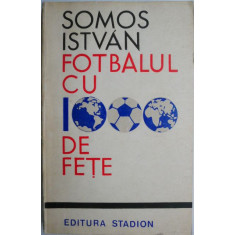 SOMOS
ISTVÁN
FOTBALUL
CU
1000
DE
FEȚE
EDITURA STADION